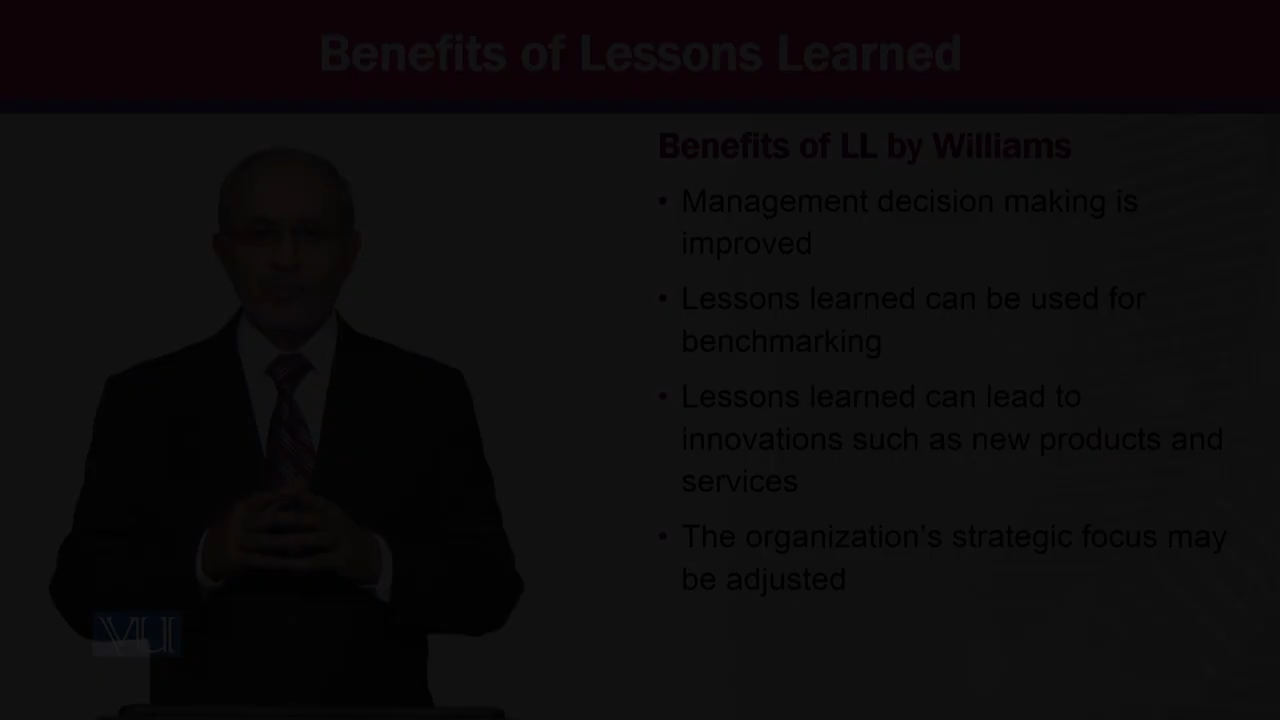 Benefits of Lessons Learned
Benefits of LL by Williams
• Management decision making is
improved
• Lessons learned can be used for
benchmarking
• Lessons learned can lead to
innovations such as new products and
services
• The organization's strategic focus may
be adjusted
VU